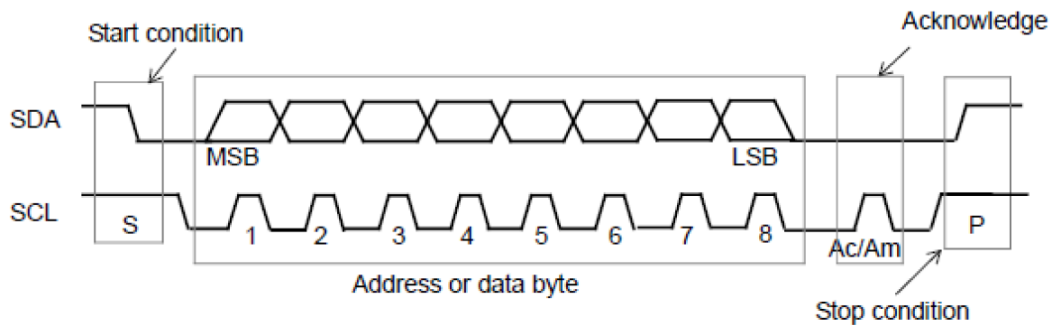 Start condition
Acknowledge
SDA
MSB
LSB
SCL
S
1 2 3 4 5 6 7 8
Ac/Am
P
Address or data byte
Stop condition